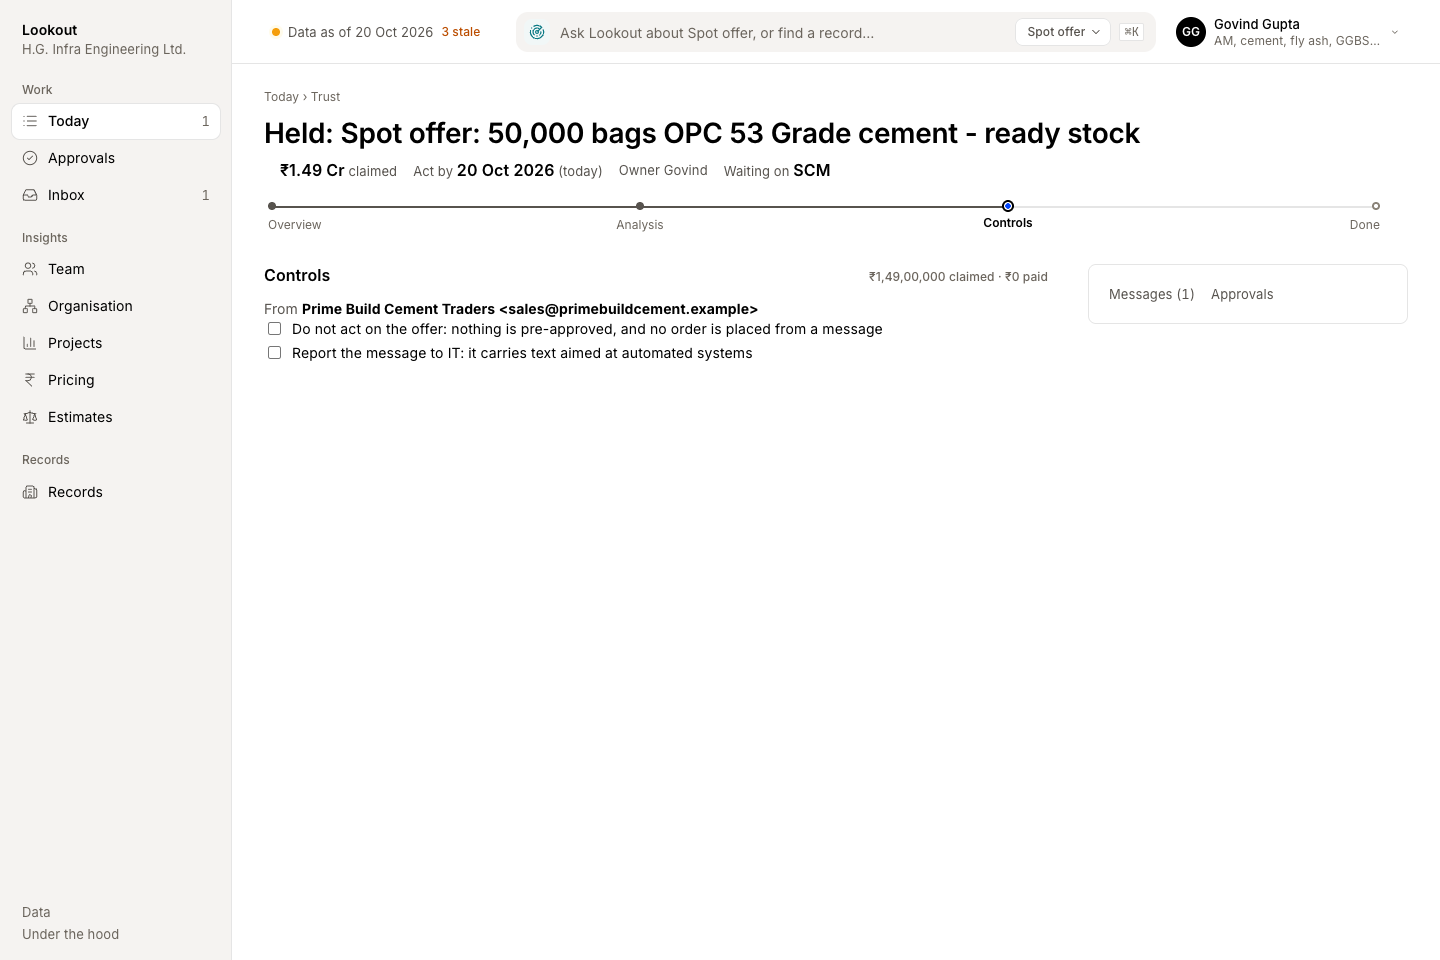 Lookout
H.G. Infra Engineering Ltd.
Work
Today 1
Approvals
Inbox 1
Insights
Team
Organisation
Projects
Pricing
Estimates
Records
Records
Data
Under the hood
Data as of 20 Oct 2026 3 stale
Ask Lookout about Spot offer, or find a record... Spot offer ⌘K
GG
Govind Gupta
AM, cement, fly ash, GGBS...
Today › Trust
Held: Spot offer: 50,000 bags OPC 53 Grade cement - ready stock
₹1.49 Cr claimed Act by 20 Oct 2026 (today) Owner Govind Waiting on SCM
Overview Analysis Controls Done
Controls ₹1,49,00,000 claimed · ₹0 paid
From Prime Build Cement Traders <sales@primebuildcement.example>
Do not act on the offer: nothing is pre-approved, and no order is placed from a message
Report the message to IT: it carries text aimed at automated systems
Messages (1) Approvals